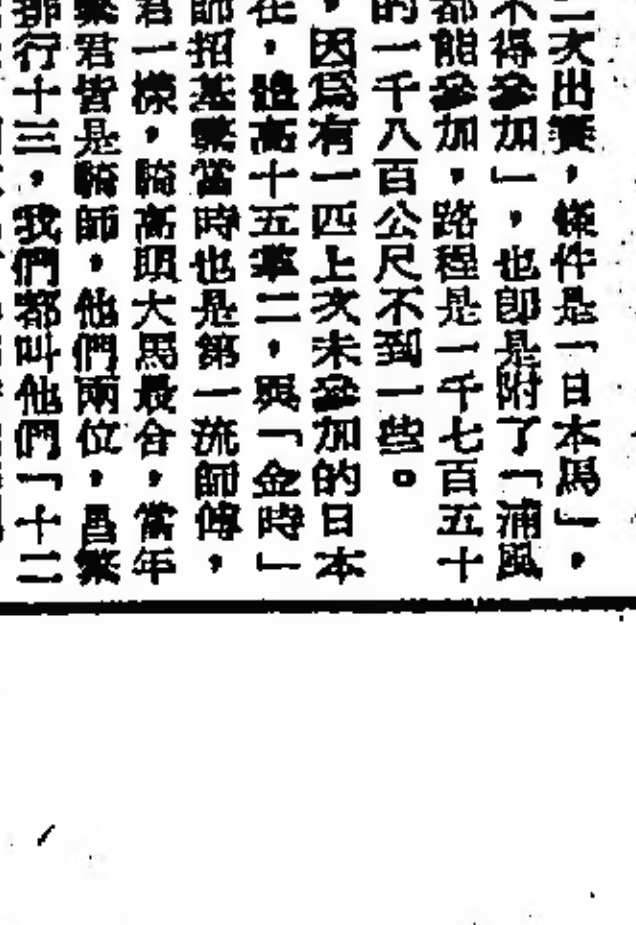 二次出賽,條件是「日本馬」,
不得參加」,也卽是附了「浦風
都能參加,路程是一千七百五十
的一千八百公尺不到一些。
,因爲有一匹上次未參加的日本
在,體高十五掌二,與「金時」
師招基繁當時也是第一流師傅,
君一樣,騎高頭大馬最合,當年
繁君皆是騎師,他們兩位,昌繁
排行十三,我們都叫他們「十二